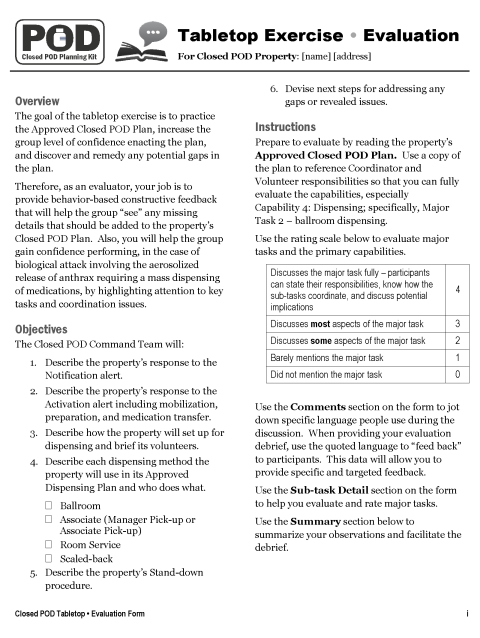 POD
Closed POD Planning Kit
Tabletop Exercise • Evaluation
For Closed POD Property: [name] [address]
Overview
The goal of the tabletop exercise is to practice
the Approved Closed POD Plan, increase the
group level of confidence enacting the plan,
and discover and remedy any potential gaps in
the plan.
Therefore, as an evaluator, your job is to
provide behavior-based constructive feedback
that will help the group “see” any missing
details that should be added to the property’s
Closed POD Plan.  Also, you will help the group
gain confidence performing, in the case of
biological attack involving the aerosolized
release of anthrax requiring a mass dispensing
of medications, by highlighting attention to key
tasks and coordination issues.
Objectives
The Closed POD Command Team will:
1. Describe the property’s response to the
Notification alert.
2. Describe the property’s response to the
Activation alert including mobilization,
preparation, and medication transfer.
3. Describe how the property will set up for
dispensing and brief its volunteers.
4. Describe each dispensing method the
property will use in its Approved
Dispensing Plan and who does what.
☐ Ballroom
☐ Associate (Manager Pick-up or
Associate Pick-up)
☐ Room Service
☐ Scaled-back
5. Describe the property’s Stand-down
procedure.
6. Devise next steps for addressing any
gaps or revealed issues.
Instructions
Prepare to evaluate by reading the property’s
Approved Closed POD Plan.  Use a copy of
the plan to reference Coordinator and
Volunteer responsibilities so that you can fully
evaluate the capabilities, especially
Capability 4: Dispensing; specifically, Major
Task 2 – ballroom dispensing.
Use the rating scale below to evaluate major
tasks and the primary capabilities.
Discusses the major task fully – participants
can state their responsibilities, know how the
sub-tasks coordinate, and discuss potential
implications
4
Discusses most aspects of the major task 3
Discusses some aspects of the major task 2
Barely mentions the major task 1
Did not mention the major task 0
Use the Comments section on the form to jot
down specific language people use during the
discussion.  When providing your evaluation
debrief, use the quoted language to “feed back”
to participants.  This data will allow you to
provide specific and targeted feedback.
Use the Sub-task Detail section on the form
to help you evaluate and rate major tasks.
Use the Summary section below to
summarize your observations and facilitate the
debrief.
Closed POD Tabletop • Evaluation Form i